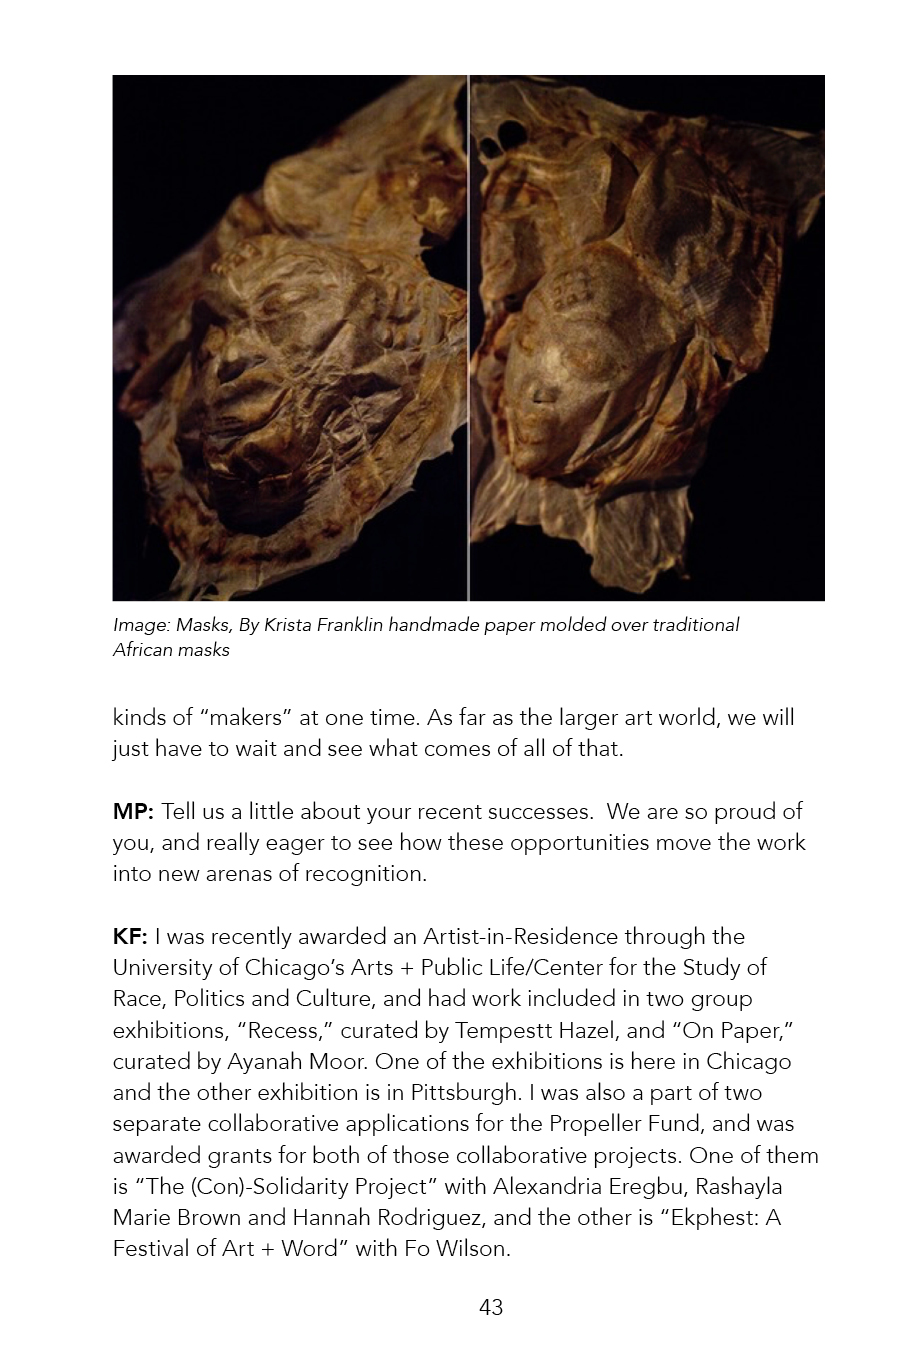 Image: Masks, By Krista Franklin handmade paper molded over traditional
African masks
kinds of “makers” at one time. As far as the larger art world, we will
just have to wait and see what comes of all of that.
MP: Tell us a little about your recent successes.  We are so proud of
you, and really eager to see how these opportunities move the work
into new arenas of recognition.
KF: I was recently awarded an Artist-in-Residence through the
University of Chicago’s Arts + Public Life/Center for the Study of
Race, Politics and Culture, and had work included in two group
exhibitions, “Recess,” curated by Tempestt Hazel, and “On Paper,”
curated by Ayanah Moor. One of the exhibitions is here in Chicago
and the other exhibition is in Pittsburgh. I was also a part of two
separate collaborative applications for the Propeller Fund, and was
awarded grants for both of those collaborative projects. One of them
is “The (Con)-Solidarity Project” with Alexandria Eregbu, Rashayla
Marie Brown and Hannah Rodriguez, and the other is “Ekphest: A
Festival of Art + Word” with Fo Wilson.
43